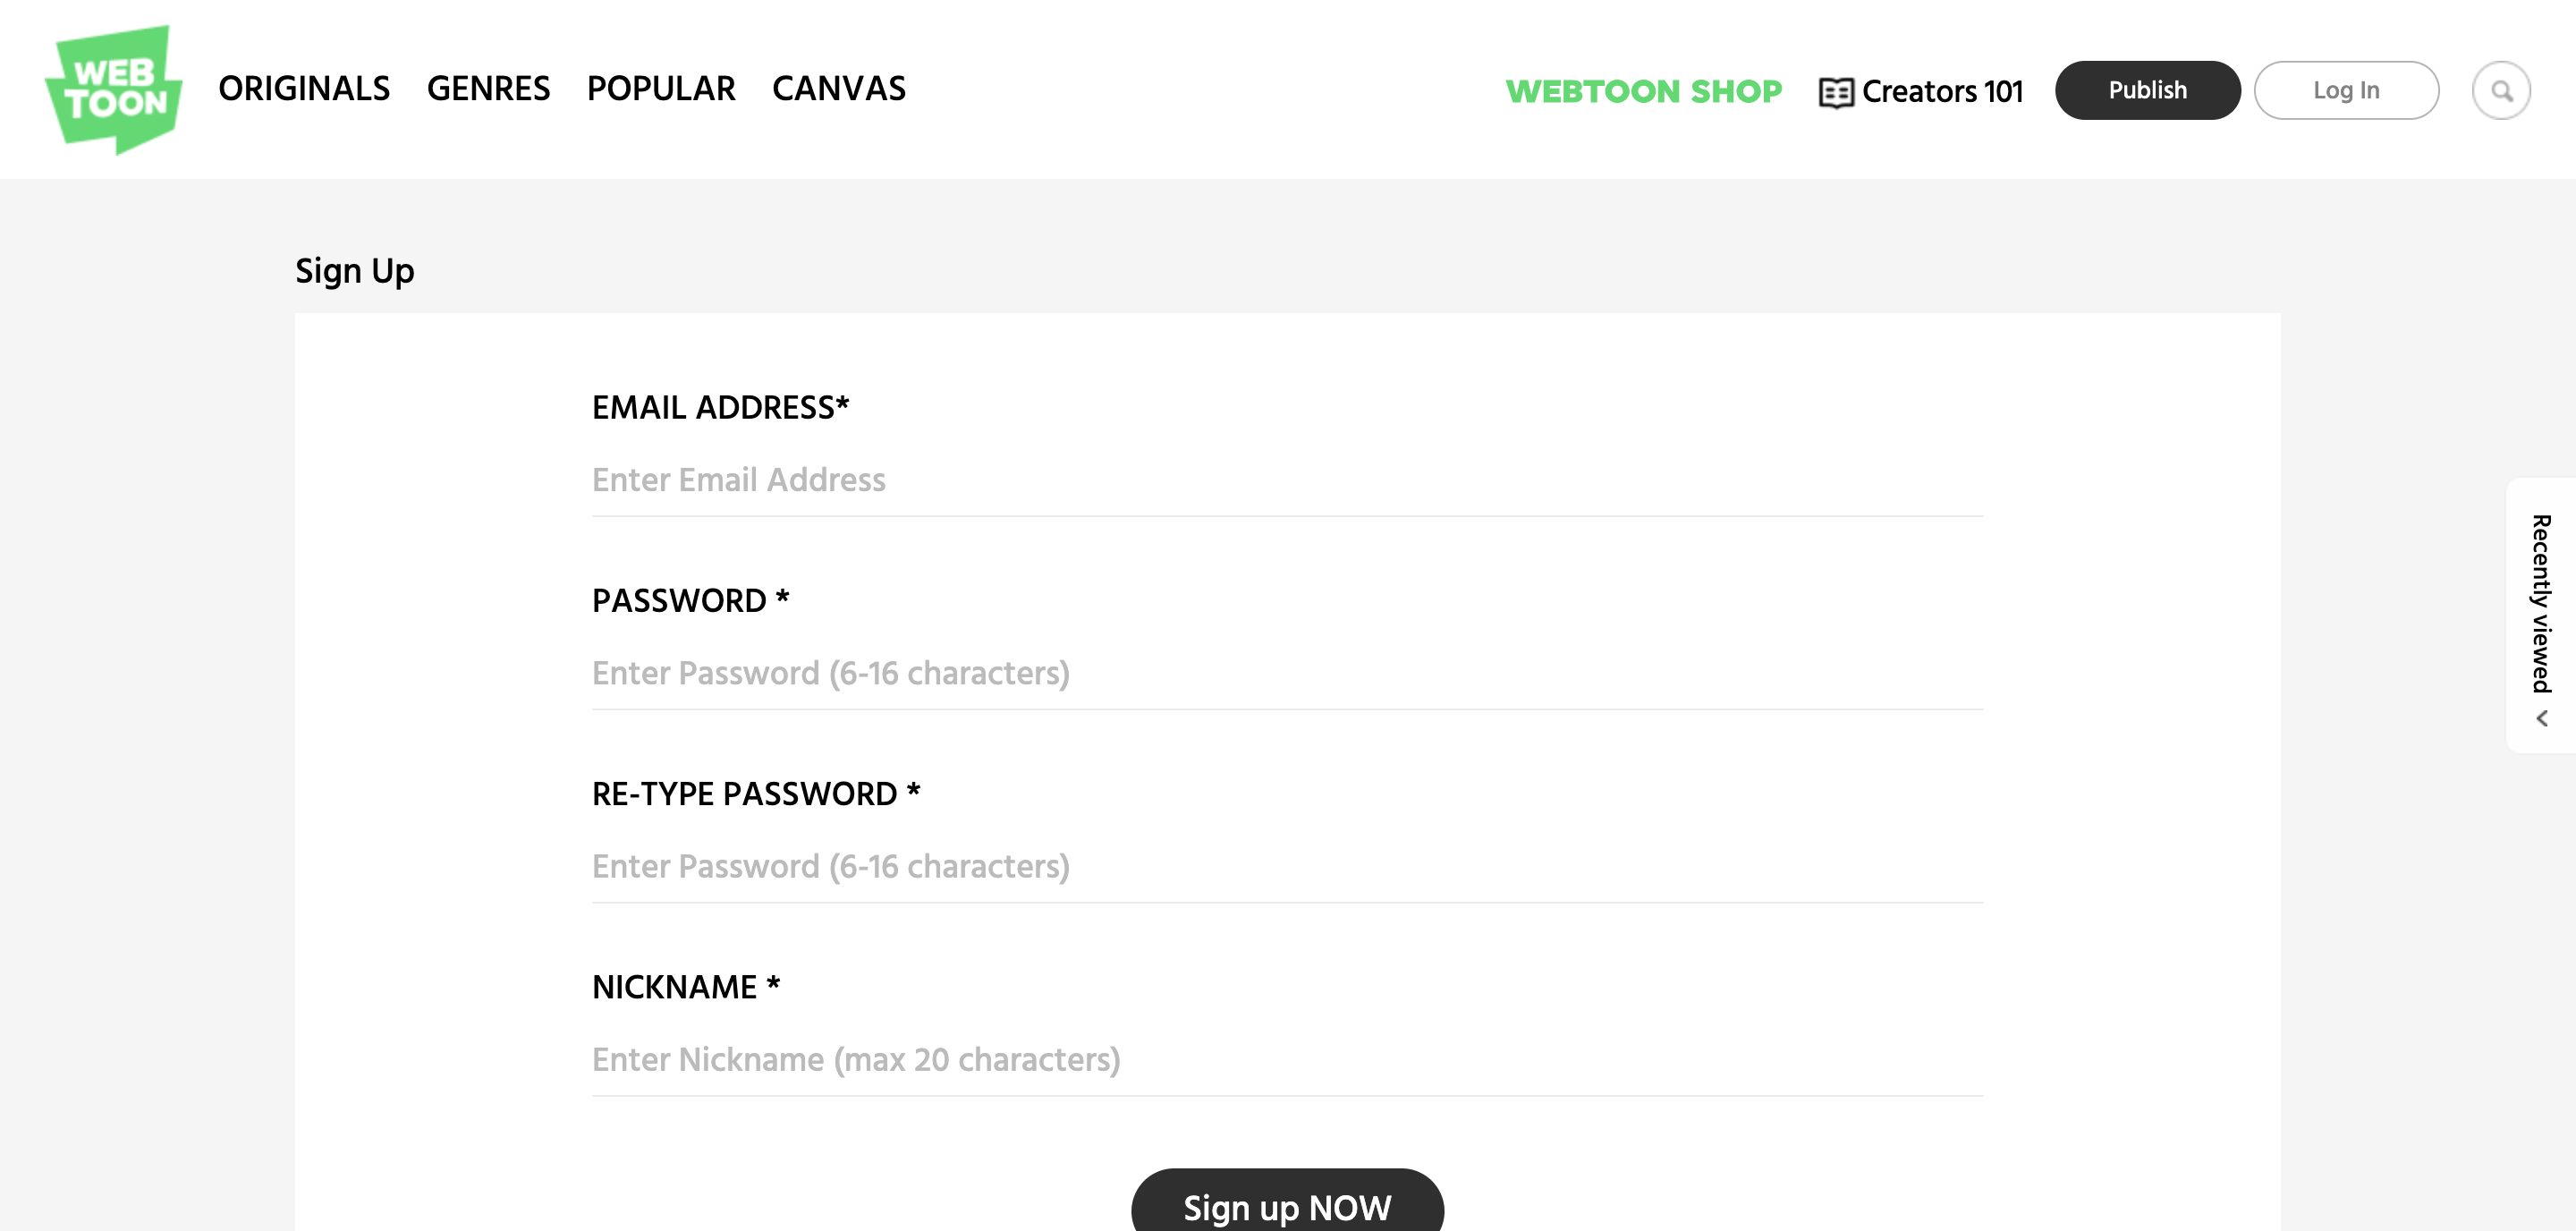 WEB
TOON
ORIGINALS GENRES POPULAR CANVAS WEBTOON SHOP Creators 101 Publish Log In
Sign Up
EMAIL ADDRESS*
Enter Email Address
PASSWORD *
Enter Password (6-16 characters)
RE-TYPE PASSWORD *
Enter Password (6-16 characters)
NICKNAME *
Enter Nickname (max 20 characters)
Sign up NOW
Recently viewed